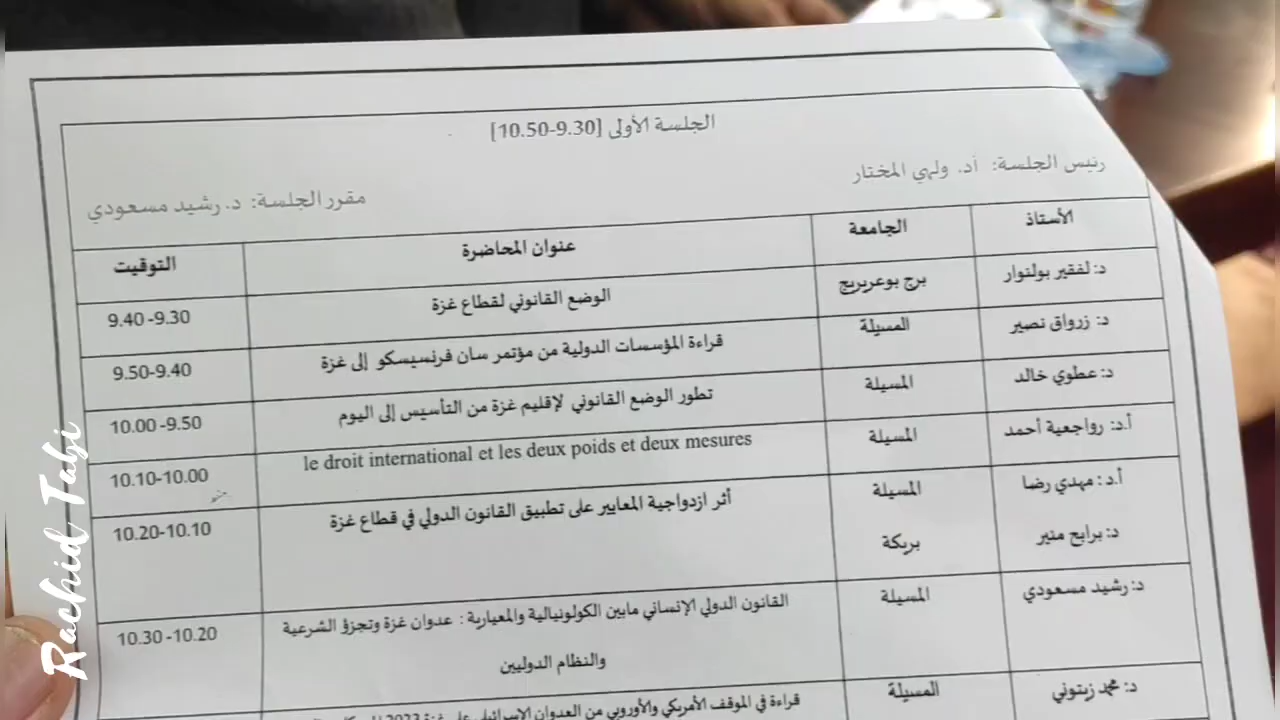 الجلسة الأولى [9.30-10.50]
رئيس الجلسة: أ.د. ولهي المختار مقرر الجلسة: د. رشيد مسعودي
الأستاذ الجامعة عنوان المحاضرة التوقيت
د: لفقير بولنوار برج بوعريريج الوضع القانوني لقطاع غزة 9.30- 9.40
د: زرواق نصير المسيلة قراءة المؤسسات الدولية من مؤتمر سان فرنسيسكو إلى غزة 9.40-9.50
د: عطوي خالد المسيلة تطور الوضع القانوني لإقليم غزة من التأسيس إلى اليوم 9.50- 10.00
أ.د: رواجعية أحمد المسيلة le droit international et les deux poids et deux mesures 10.00-10.10
أ.د : مهدي رضا المسيلة أثر ازدواجية المعايير على تطبيق القانون الدولي في قطاع غزة 10.10-10.20
د: برابح منير بريكة
د: رشيد مسعودي المسيلة القانون الدولي الإنساني مابين الكولونيالية والمعيارية : عدوان غزة وتجزؤ الشرعية 10.20- 10.30
والنظام الدوليين
د: محمد زيتوني المسيلة قراءة في الموقف الأمريكي والأوروبي من العدوان الإسرائيلي على غزة 2023
Rachid Tabi